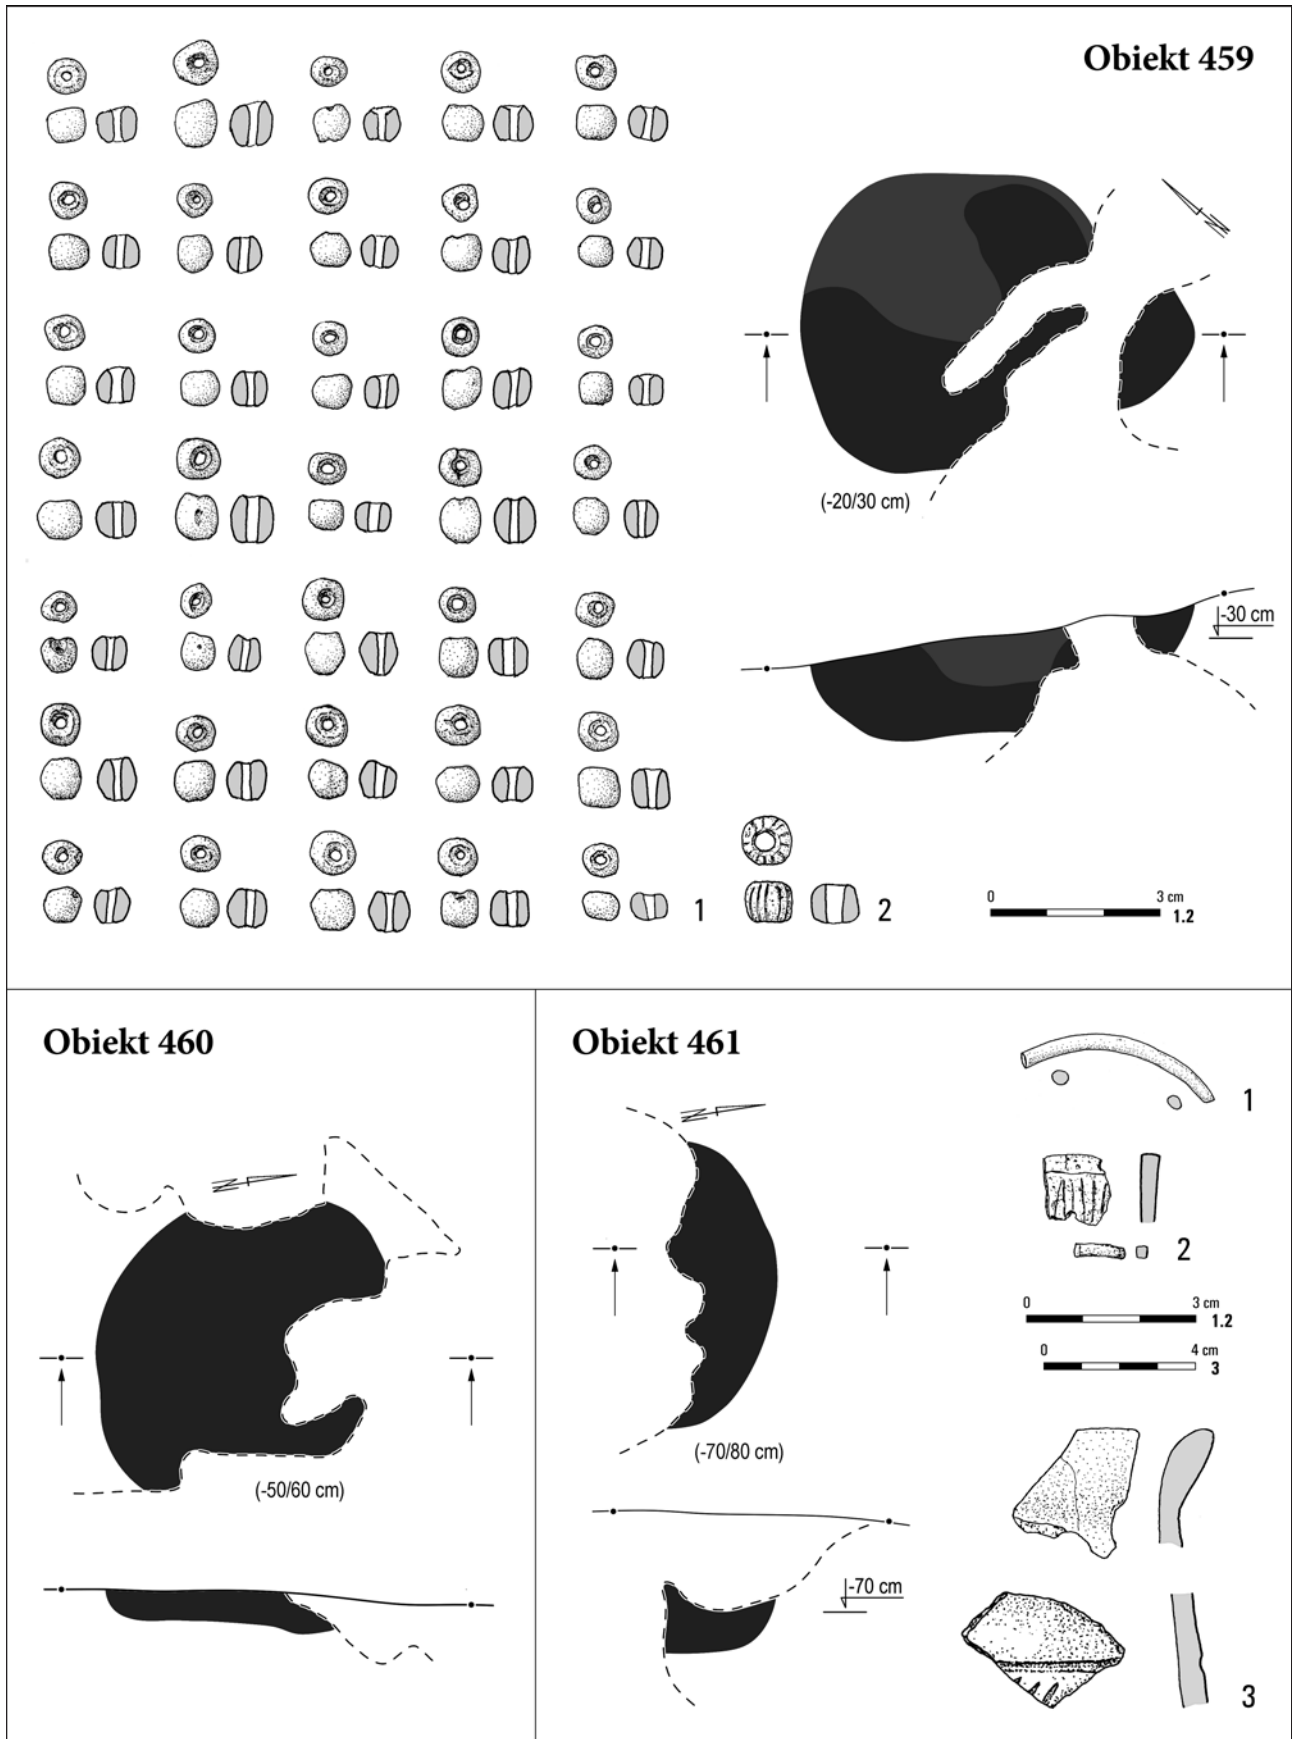 Obiekt 459
(-20/30 cm)
-30 cm
1
2
0 3 cm
1.2
Obiekt 460
N
(-50/60 cm)
Obiekt 461
N
(-70/80 cm)
-70 cm
1
2
0 3 cm
1.2
0 4 cm
3
3